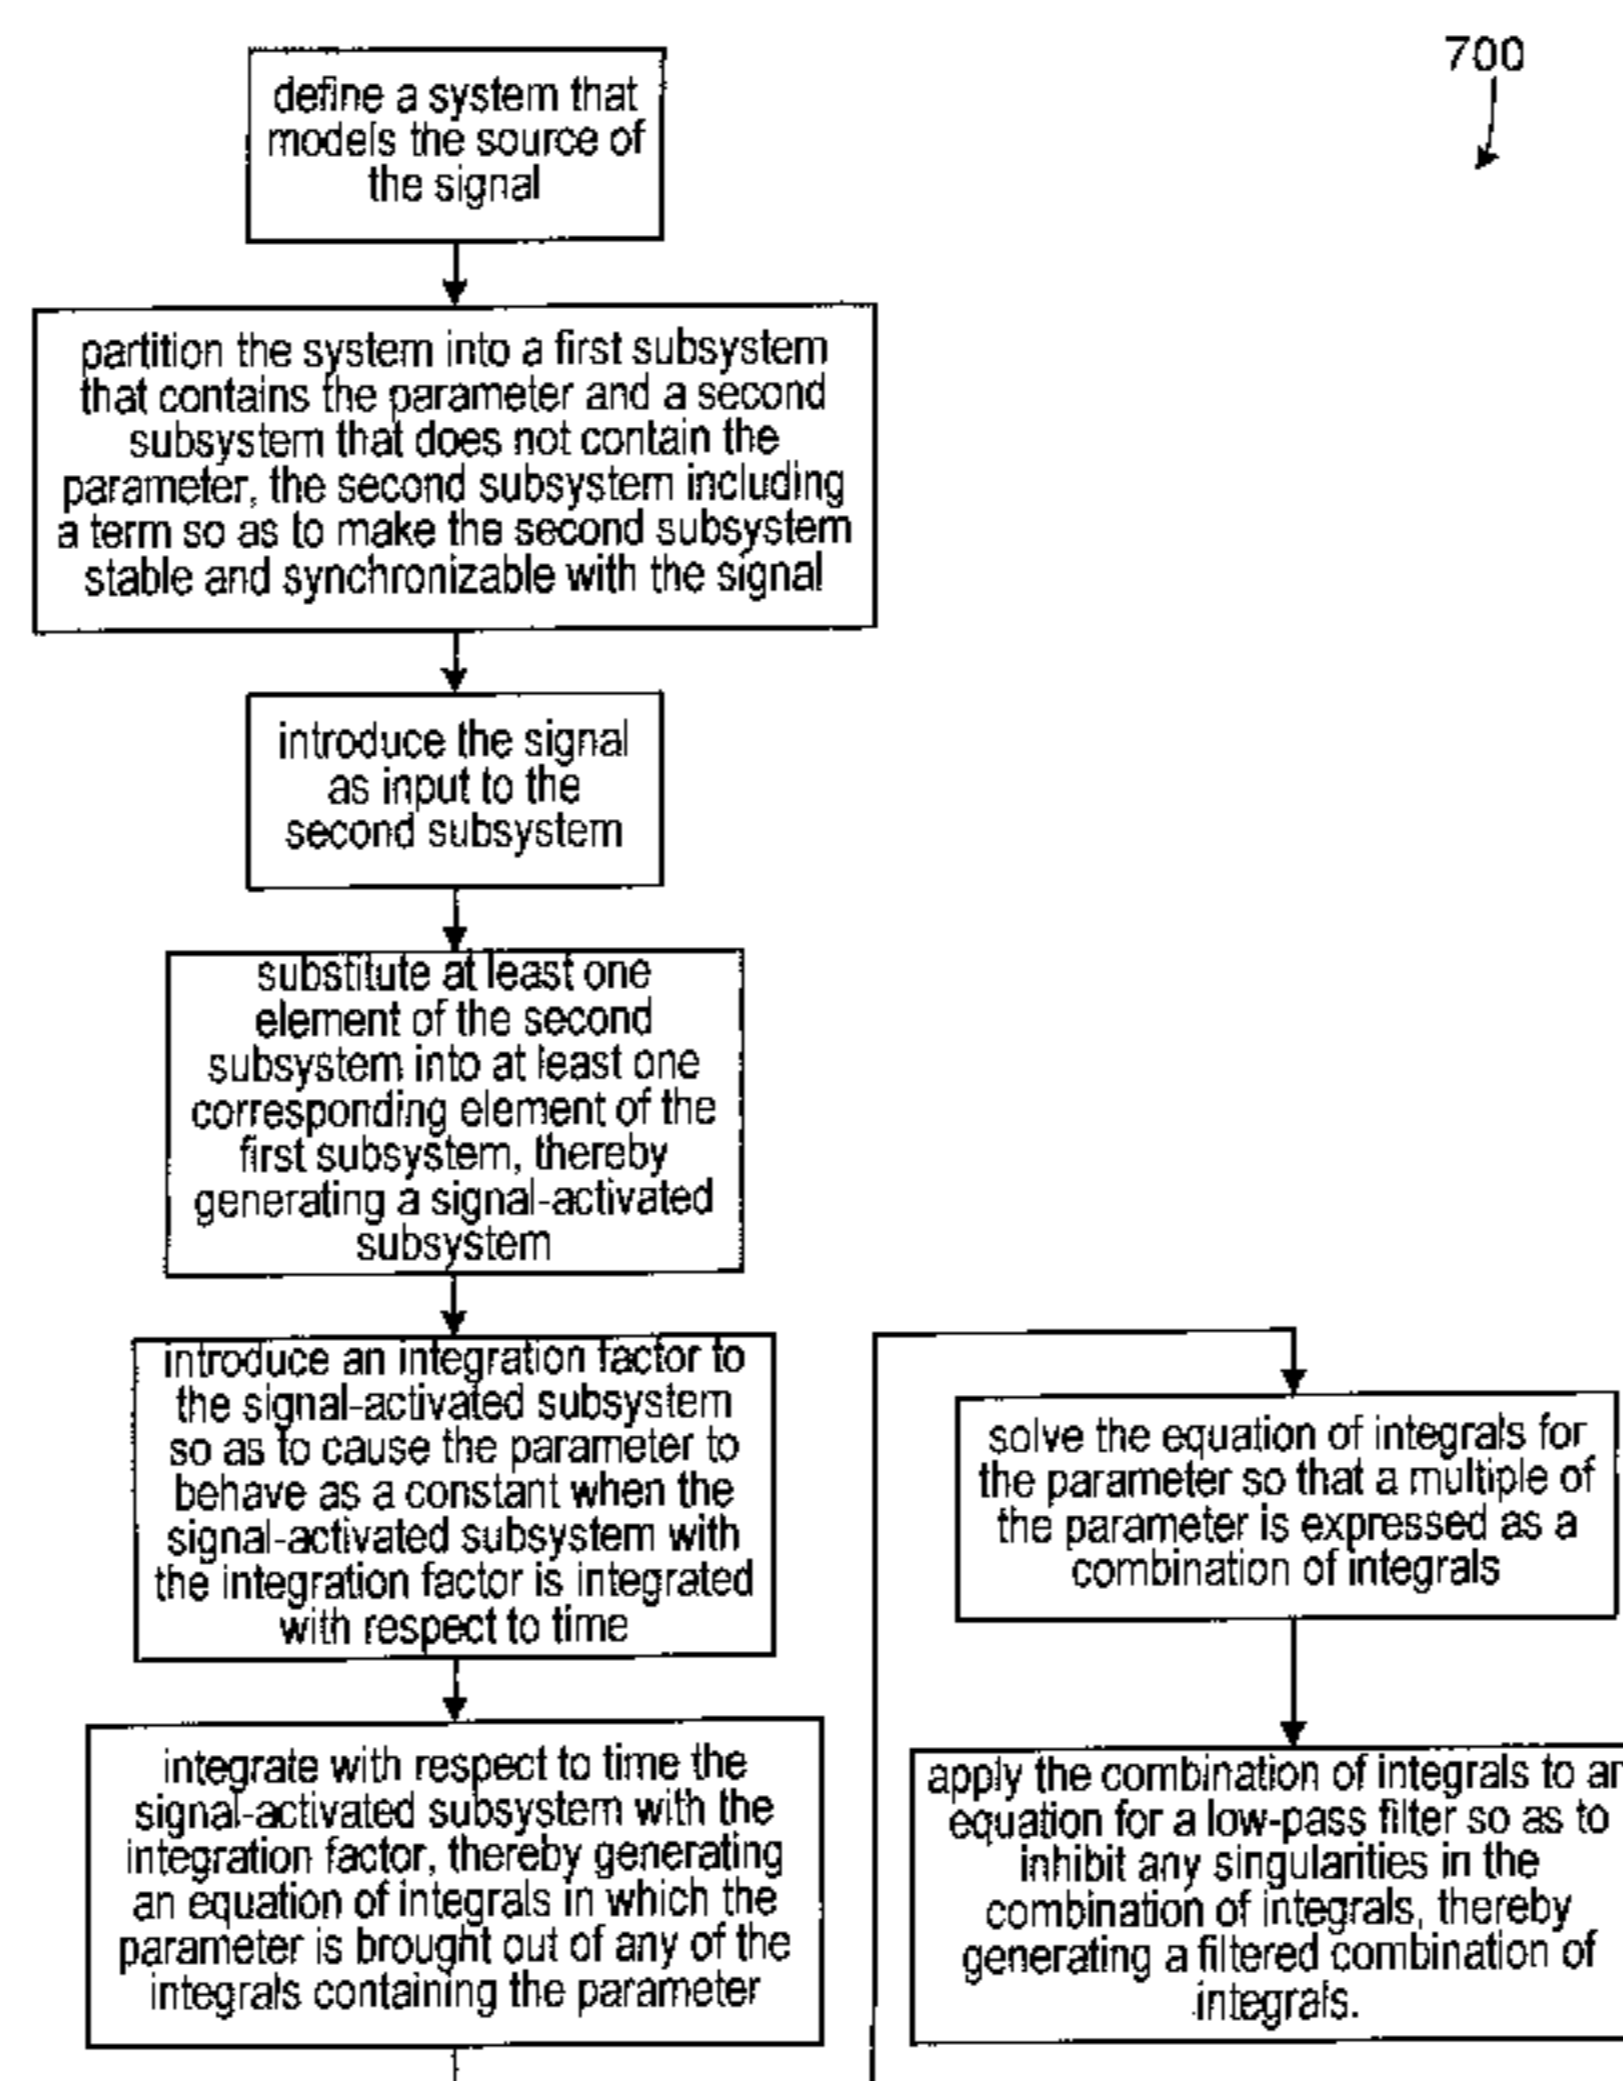 700
define a system that
models the source of
the signal
partition the system into a first subsystem
that contains the parameter and a second
subsystem that does not contain the
parameter, the second subsystem including
a term so as to make the second subsystem
stable and synchronizable with the signal
introduce the signal
as input to the
second subsystem
substitute at least one
element of the second
subsystem into at least one
corresponding element of the
first subsystem, thereby
generating a signal-activated
subsystem
introduce an integration factor to
the signal-activated subsystem
so as to cause the parameter to
behave as a constant when the
signal-activated subsystem with
the integration factor is integrated
with respect to time
integrate with respect to time the
signal-activated subsystem with the
integration factor, thereby generating
an equation of integrals in which the
parameter is brought out of any of the
integrals containing the parameter
solve the equation of integrals for
the parameter so that a multiple of
the parameter is expressed as a
combination of integrals
apply the combination of integrals to an
equation for a low-pass filter so as to
inhibit any singularities in the
combination of integrals, thereby
generating a filtered combination of
integrals.